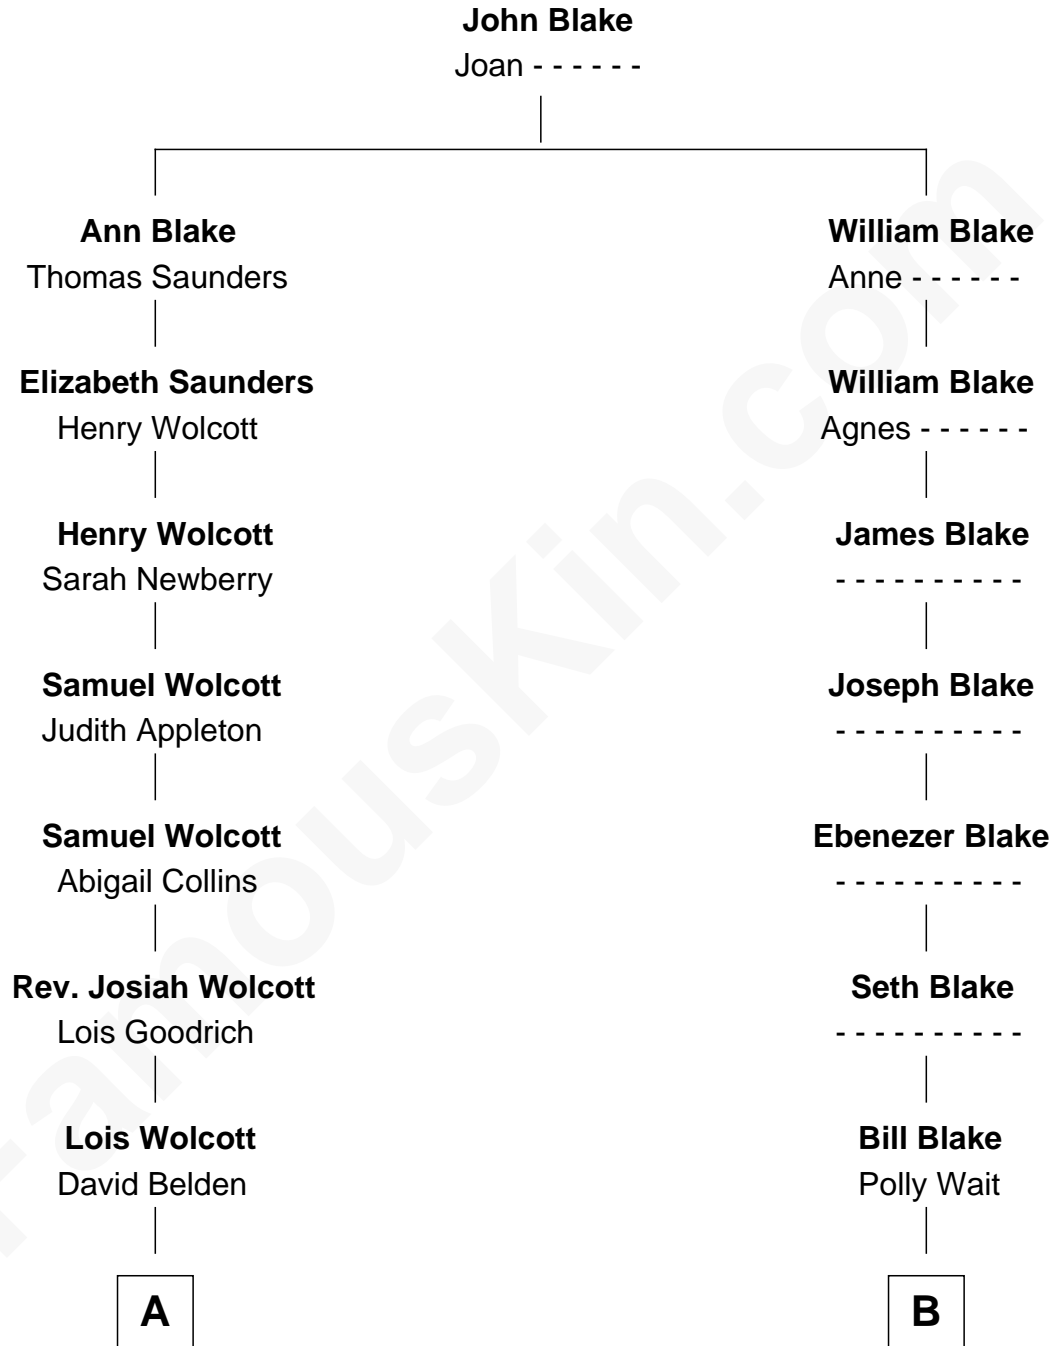 John Blake
Joan - - - - - -
Ann Blake
Thomas Saunders
William Blake
Anne - - - - - -
Elizabeth Saunders
Henry Wolcott
William Blake
Agnes - - - - - -
Henry Wolcott
Sarah Newberry
James Blake
- - - - - - - - - -
Samuel Wolcott
Judith Appleton
Joseph Blake
- - - - - - - - - -
Samuel Wolcott
Abigail Collins
Ebenezer Blake
- - - - - - - - - -
Rev. Josiah Wolcott
Lois Goodrich
Seth Blake
- - - - - - - - - -
Lois Wolcott
David Belden
Bill Blake
Polly Wait
A
B
FamousKin.com